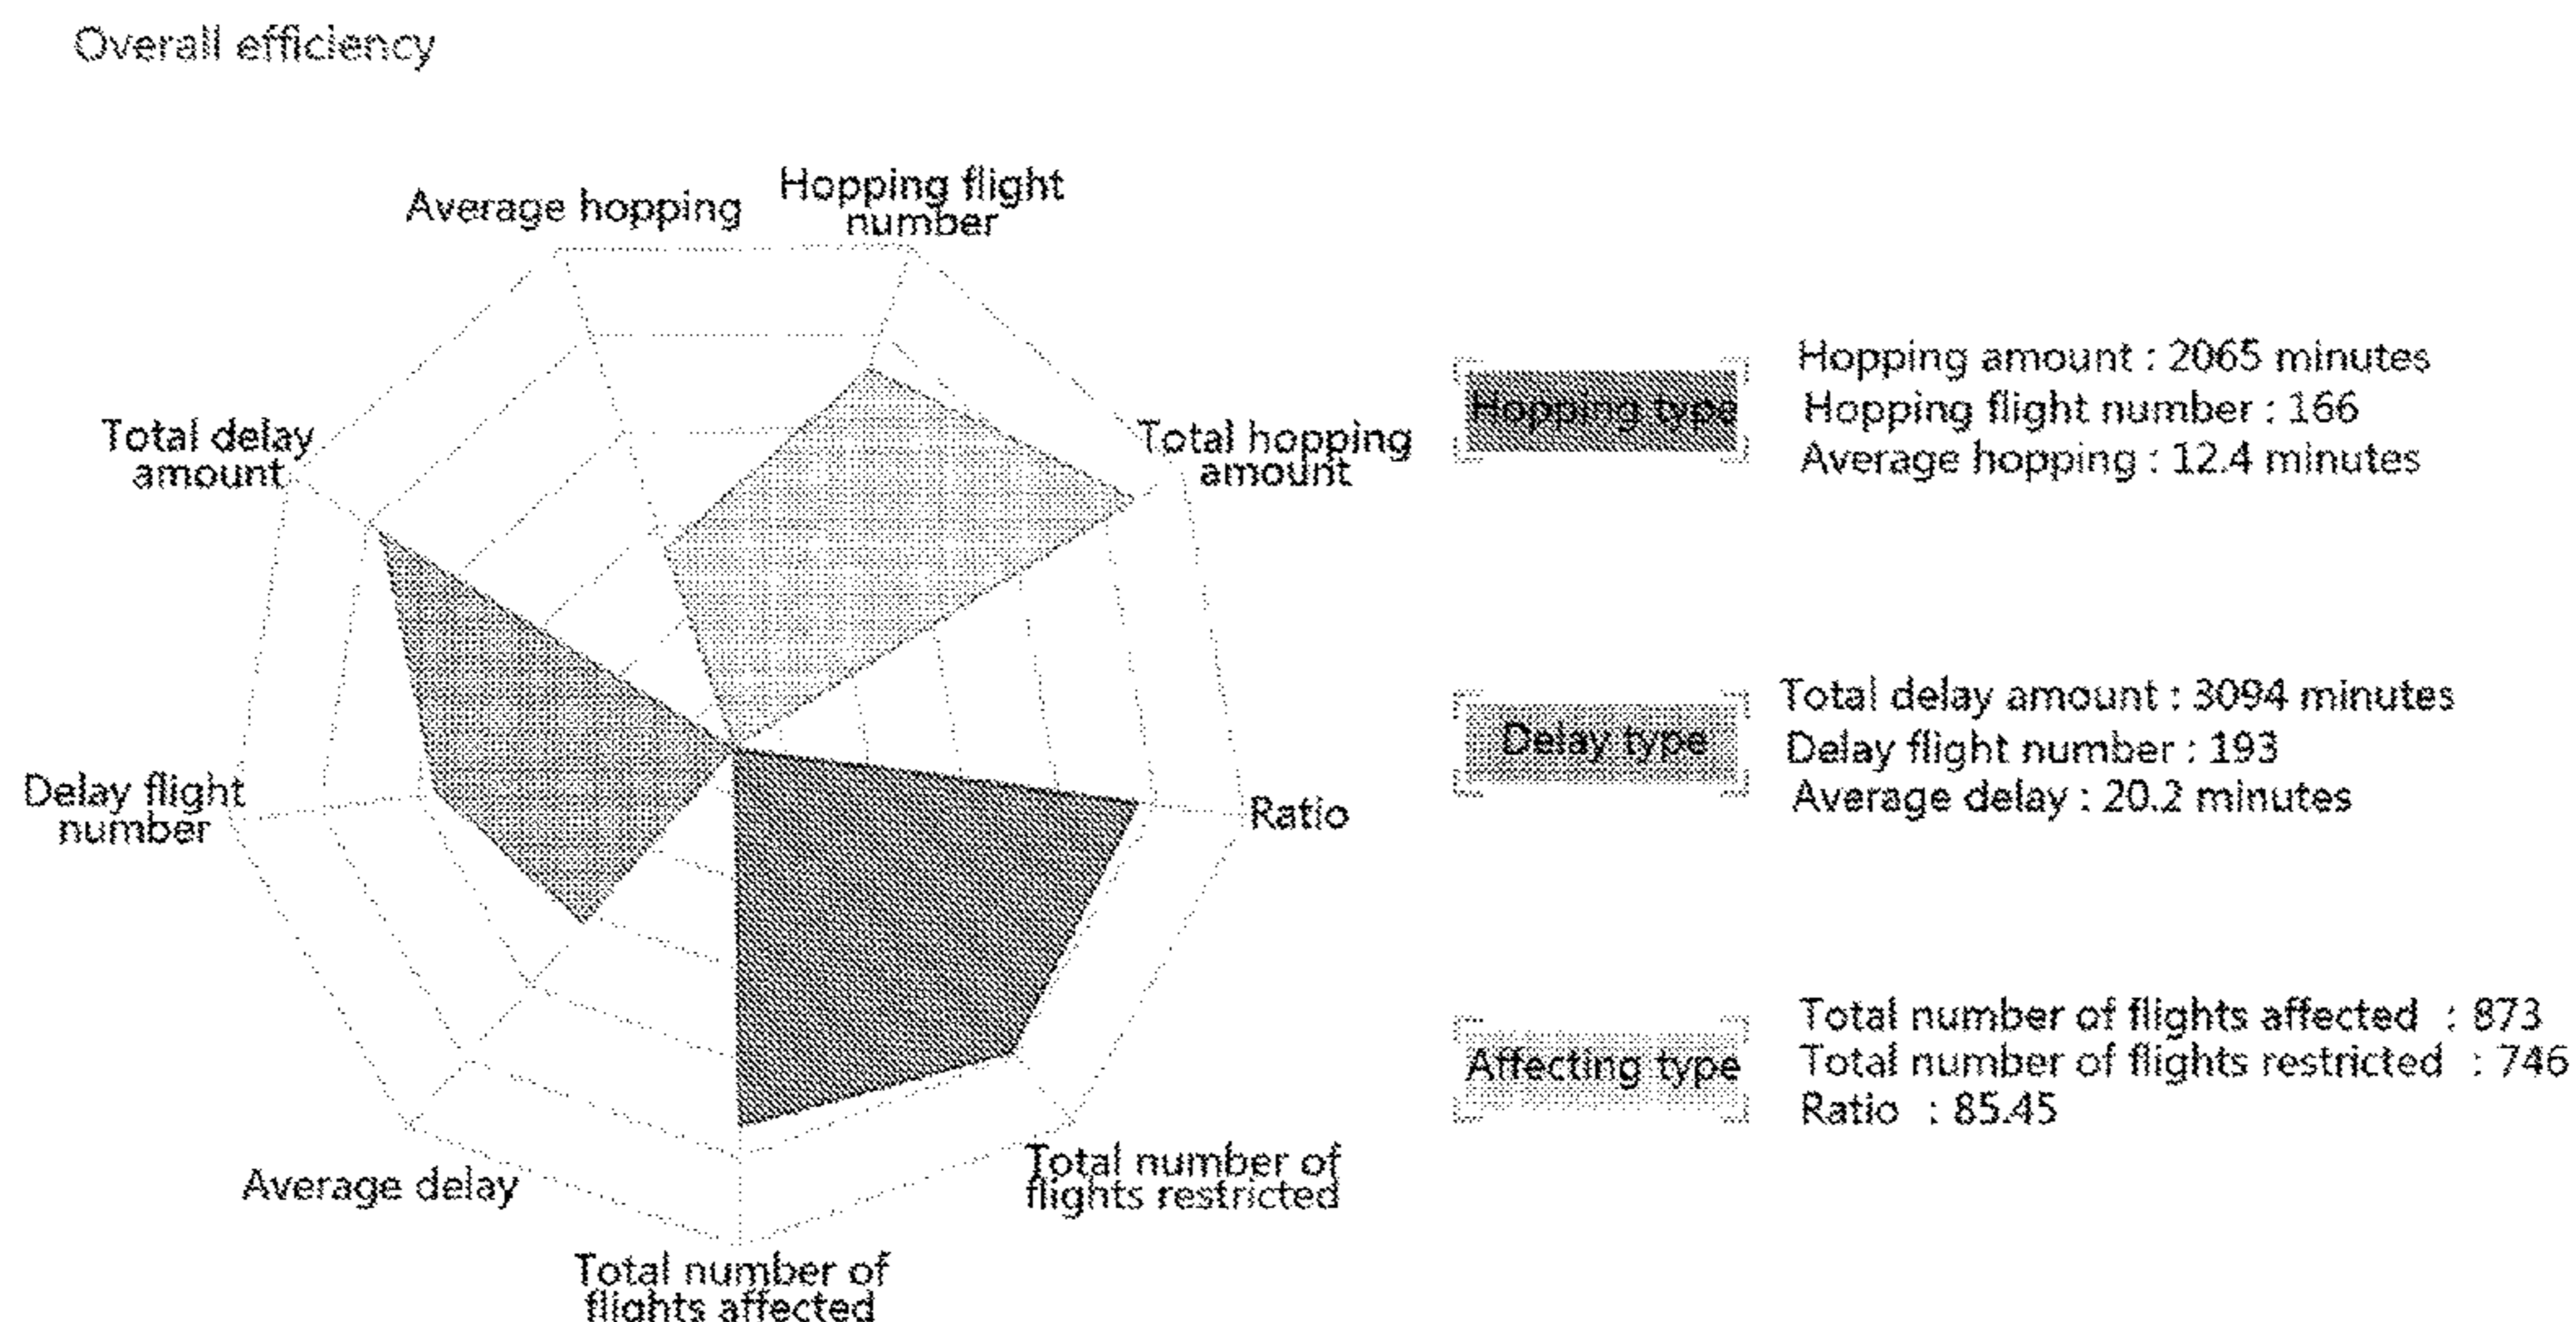 Overall efficiency
Average hopping
Hopping flight
number
Total delay
amount
Total hopping
amount
Delay flight
number
Ratio
Average delay
Total number of
flights restricted
Total number of
flights affected
Hopping type
Hopping amount : 2065 minutes
Hopping flight number : 166
Average hopping : 12.4 minutes
Delay type
Total delay amount : 3094 minutes
Delay flight number : 193
Average delay : 20.2 minutes
Affecting type
Total number of flights affected : 873
Total number of flights restricted : 746
Ratio : 85.45